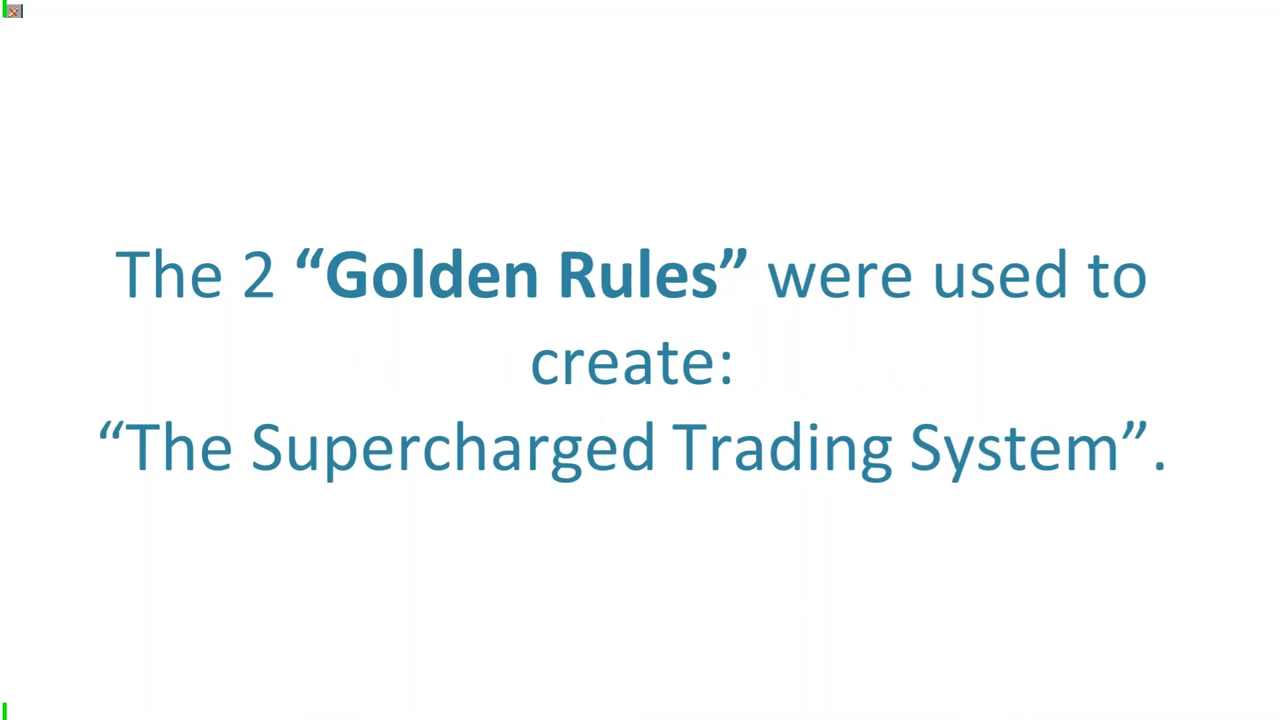 The 2 “Golden Rules” were used to
create:
“The Supercharged Trading System”.